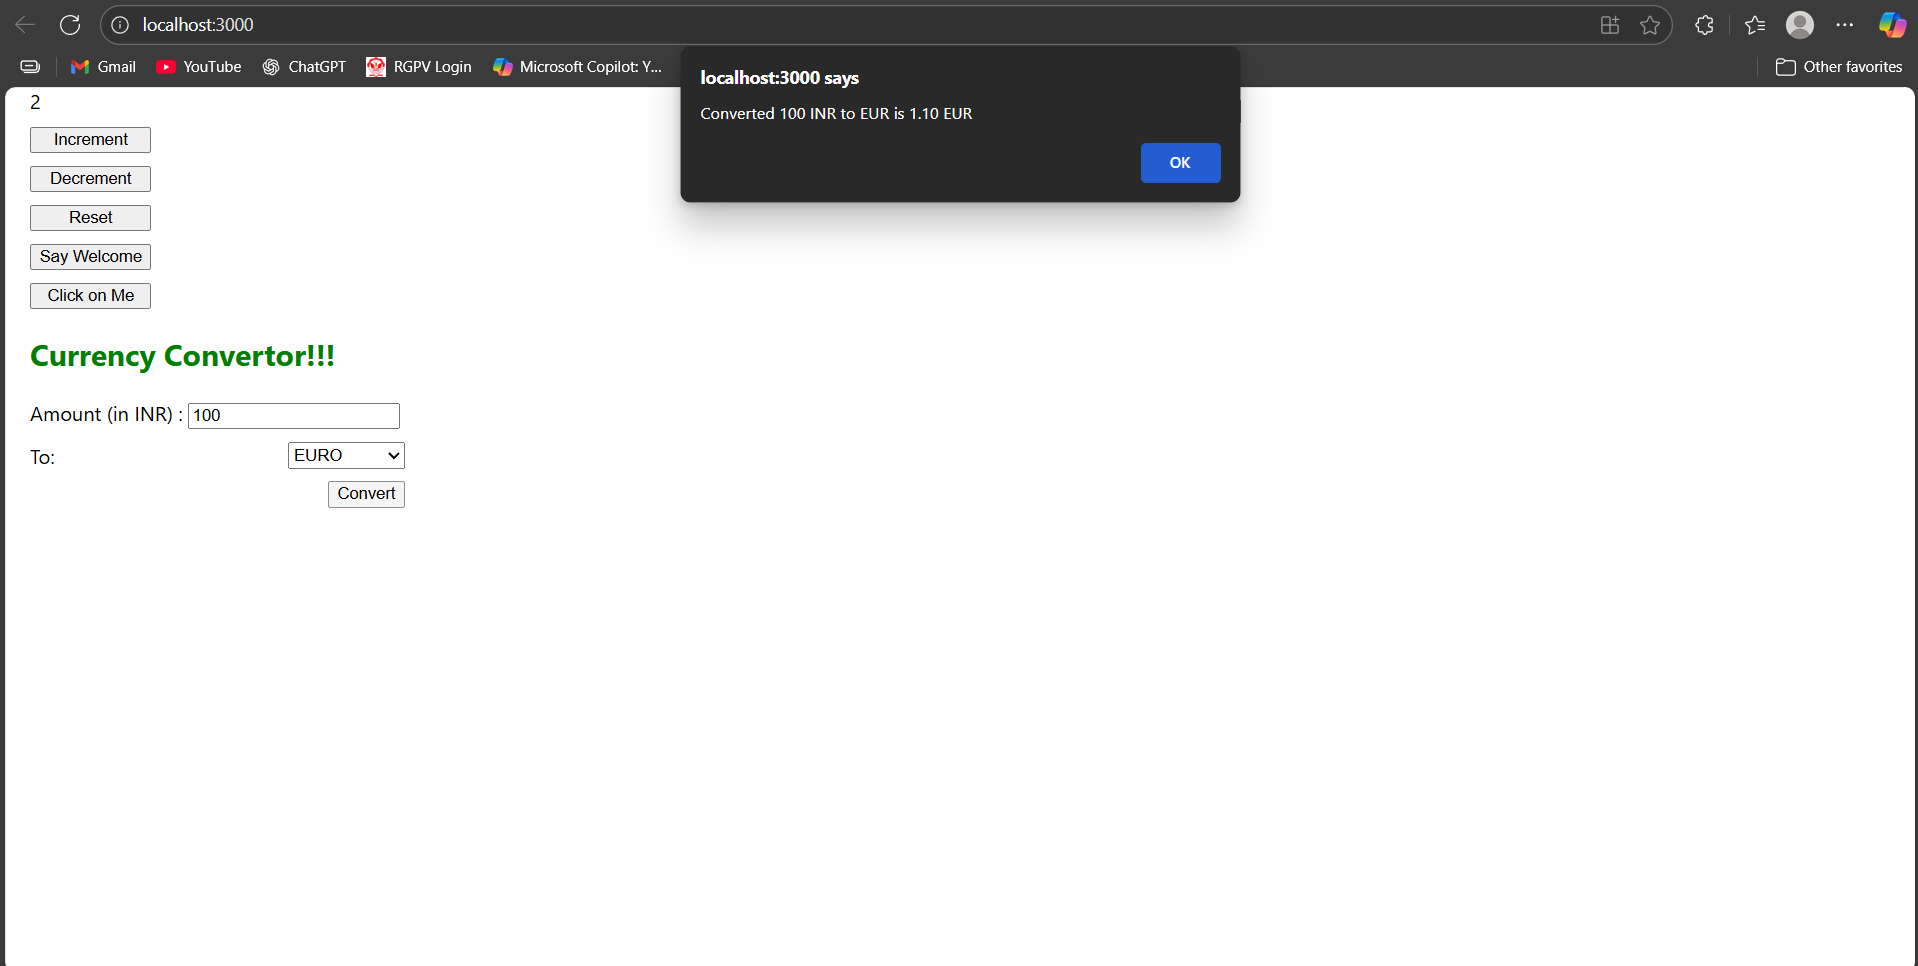 localhost:3000
Gmail YouTube ChatGPT RGPV Login Microsoft Copilot: Y... Other favorites
localhost:3000 says
Converted 100 INR to EUR is 1.10 EUR
OK
2
Increment
Decrement
Reset
Say Welcome
Click on Me
Currency Convertor!!!
Amount (in INR) : 100
To: EURO
Convert